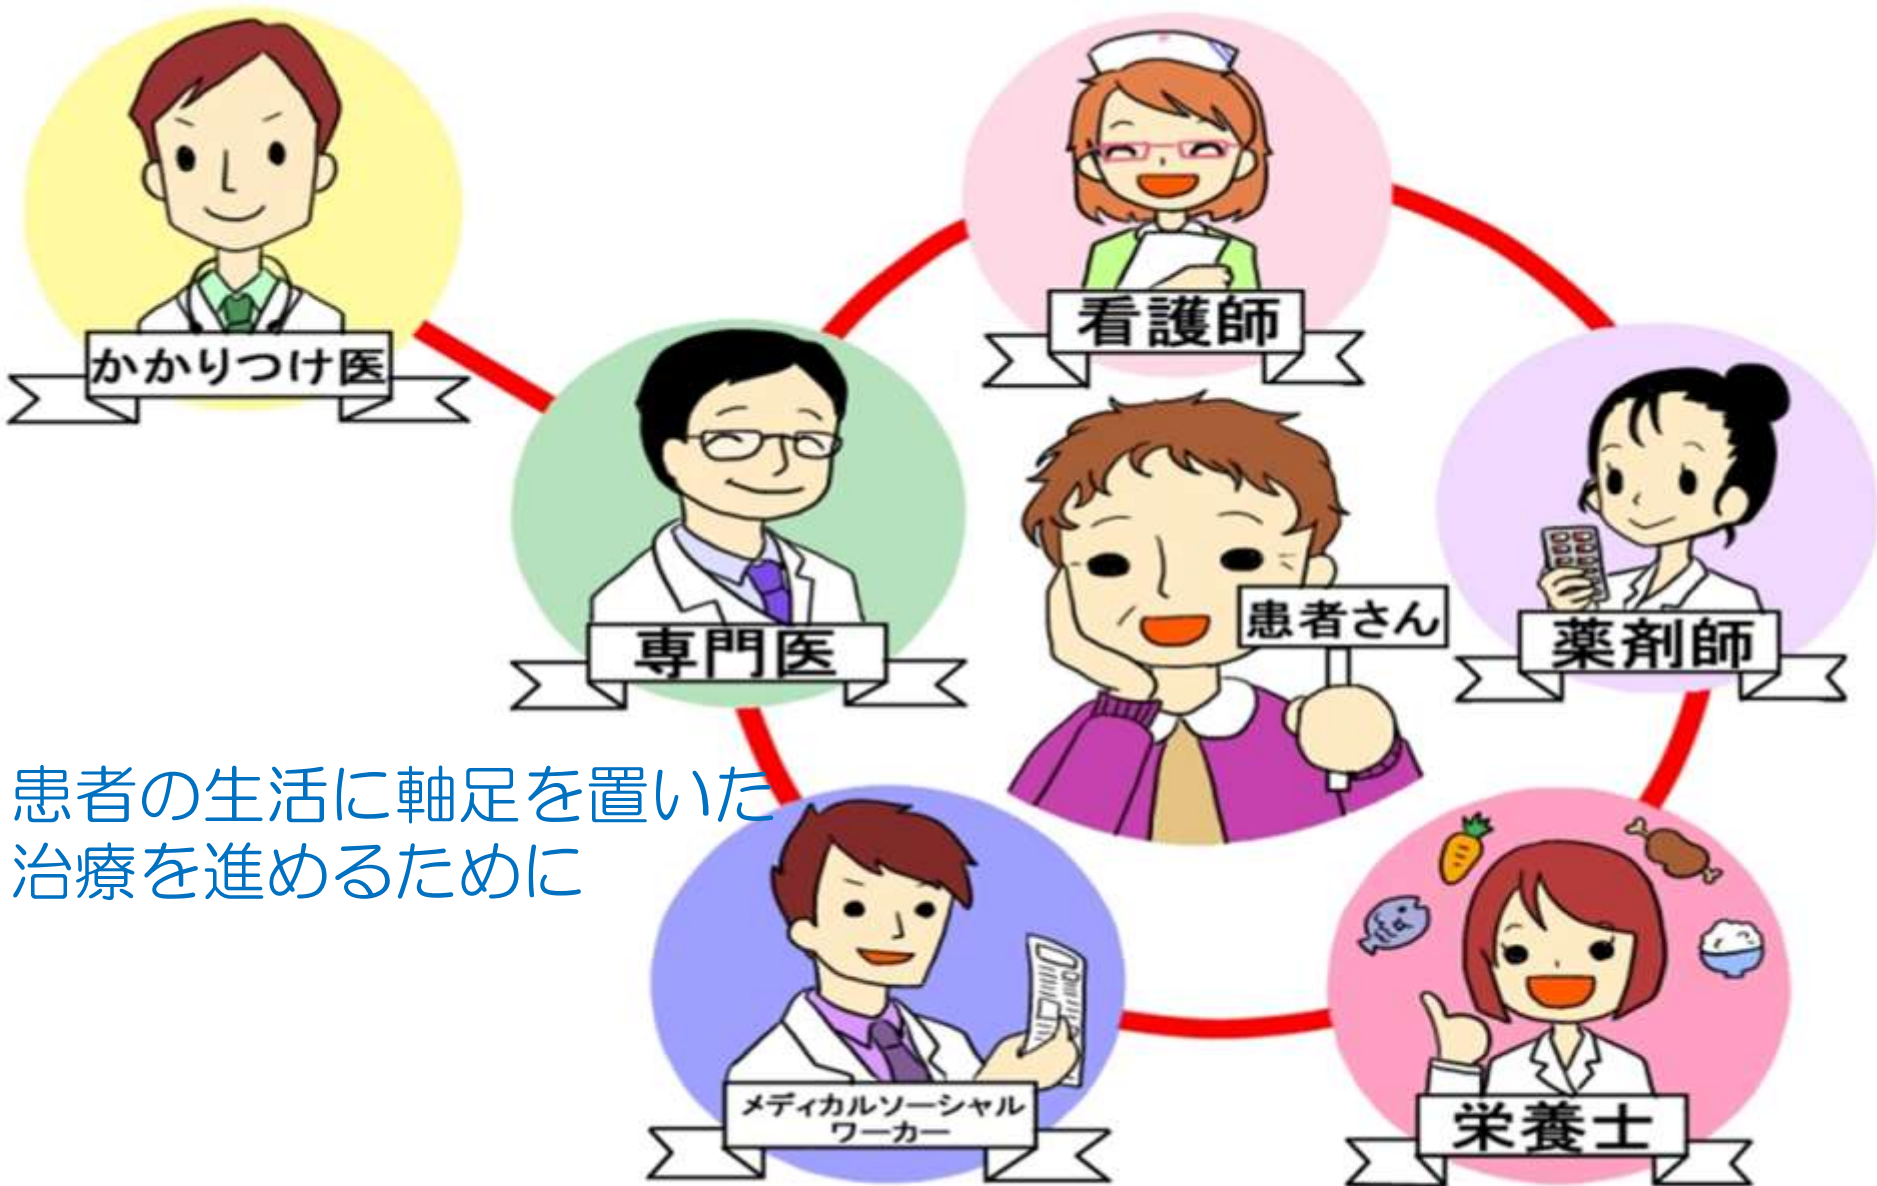 かかりつけ医
看護師
専門医
患者さん
薬剤師
患者の生活に軸足を置いた
治療を進めるために
メディカルソーシャル
ワーカー
栄養士